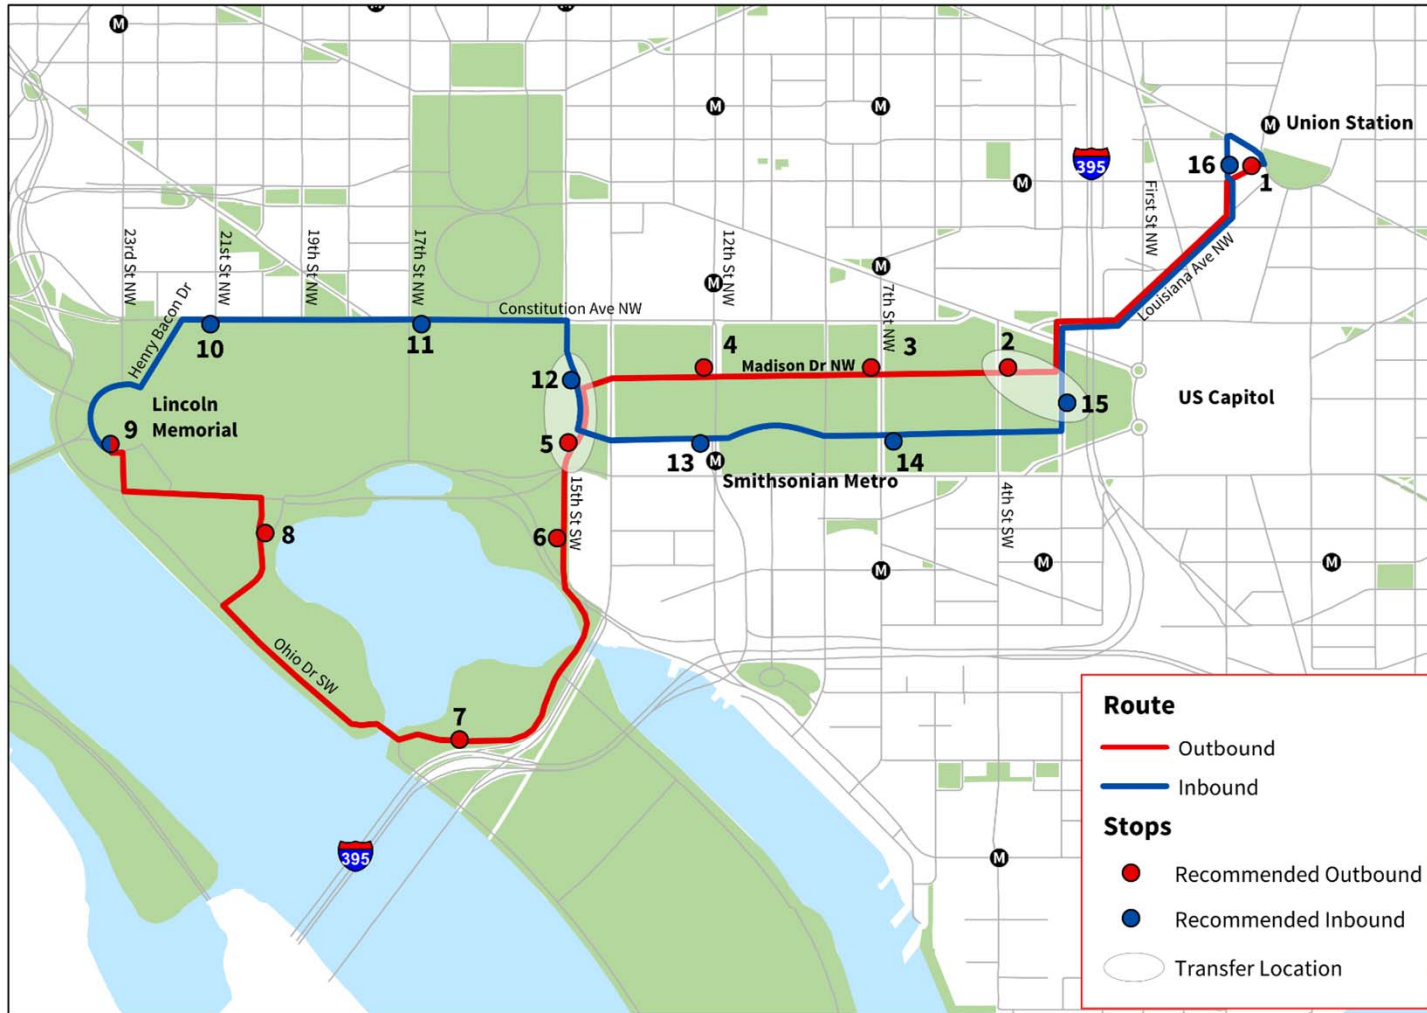 M
M
M
M
M
Union Station
395
16
1
M
First St NW
23rd St NW
21st St NW
19th St NW
17th St NW
12th St NW
M
M
7th St NW
Louisiana Ave NW
Henry Bacon Dr
Constitution Ave NW
10
11
4
3
2
Madison Dr NW
12
15
US Capitol
Lincoln
Memorial
9
5
13
M
14
Smithsonian Metro
15th St SW
4th St SW
6
8
M
M
M
Ohio Dr SW
7
395
M
Route
Outbound
Inbound
Stops
Recommended Outbound
Recommended Inbound
Transfer Location